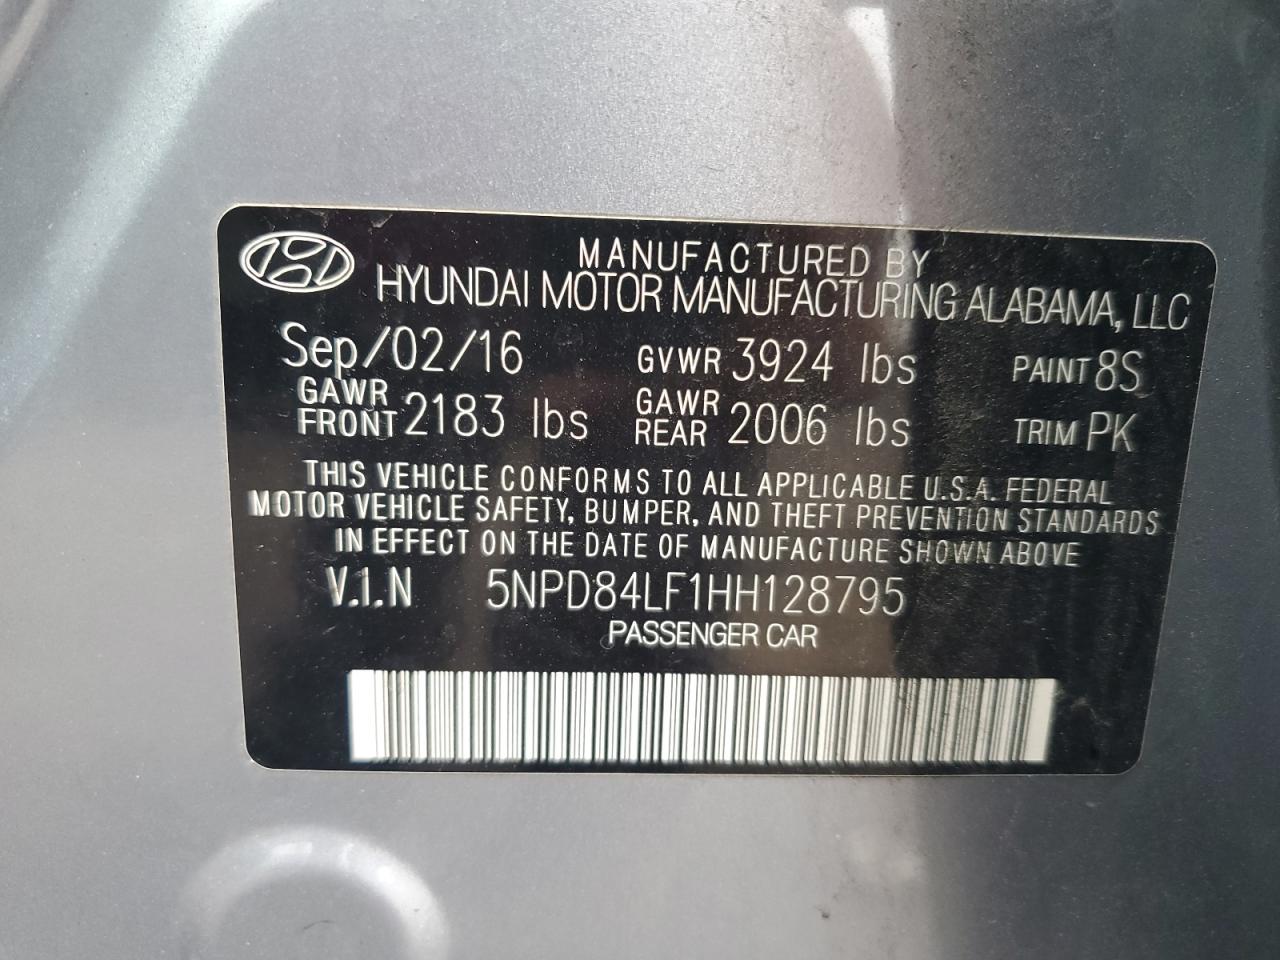 MANUFACTURED BY
HYUNDAI MOTOR MANUFACTURING ALABAMA, LLC
Sep/02/16 GVWR 3924 lbs PAINT 8S
GAWR FRONT 2183 lbs GAWR REAR 2006 lbs TRIM PK
THIS VEHICLE CONFORMS TO ALL APPLICABLE U.S.A. FEDERAL
MOTOR VEHICLE SAFETY, BUMPER, AND THEFT PREVENTION STANDARDS
IN EFFECT ON THE DATE OF MANUFACTURE SHOWN ABOVE
V.I.N 5NPD84LF1HH128795
PASSENGER CAR